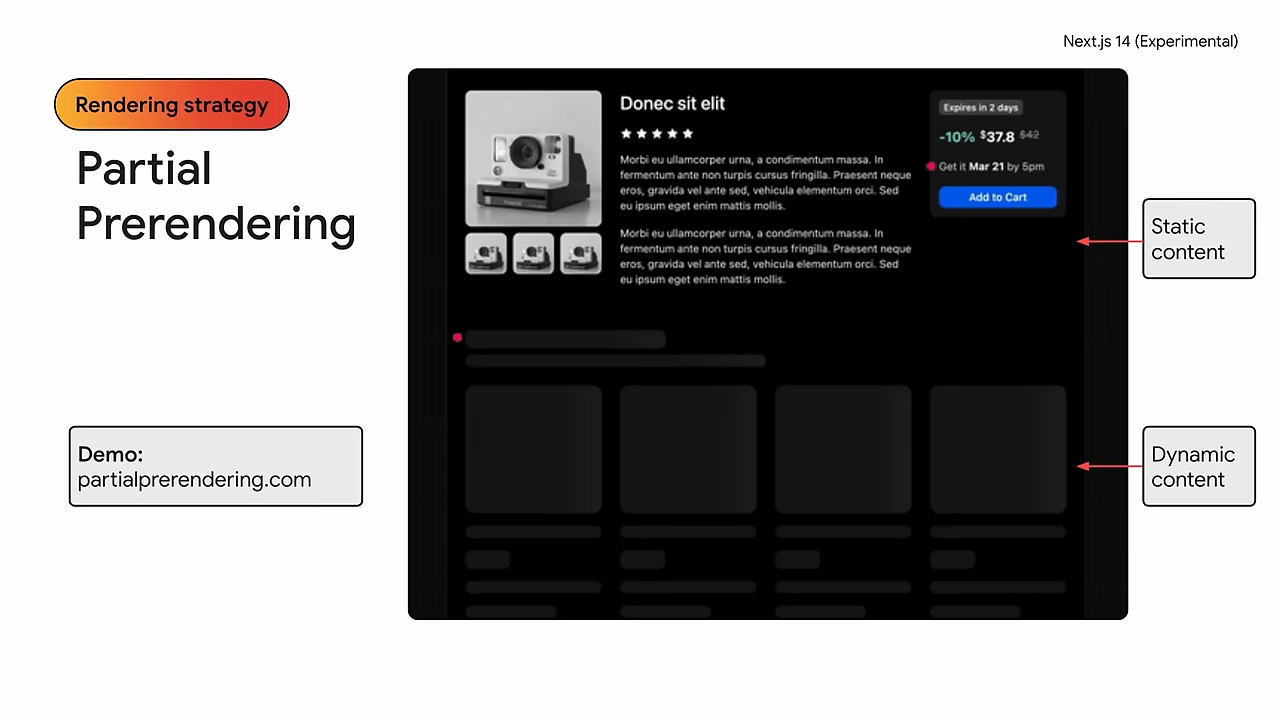 Next.js 14 (Experimental)
Rendering strategy
Partial
Prerendering
Donec sit elit
Morbi eu ullamcorper urna, a condimentum massa. In
fermentum ante non turpis cursus fringilla. Praesent neque
eros, gravida vel ante sed, vehicula elementum orci. Sed
eu ipsum eget enim mattis mollis.
Morbi eu ullamcorper urna, a condimentum massa. In
fermentum ante non turpis cursus fringilla. Praesent neque
eros, gravida vel ante sed, vehicula elementum orci. Sed
eu ipsum eget enim mattis mollis.
Expires in 2 days
-10% $37.8 $42
Get it Mar 21 by 5pm
Add to Cart
Static
content
Demo:
partialprerendering.com
Dynamic
content